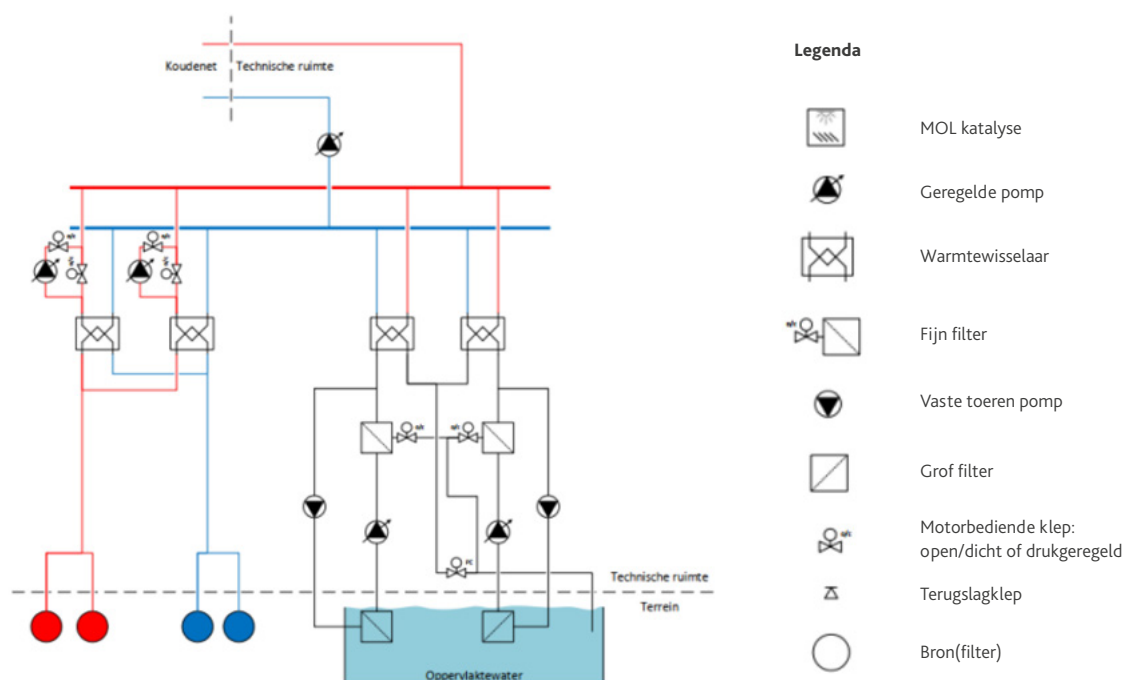 Koudenet
Technische ruimte
Technische ruimte
Terrein
Oppervlaktewater
Legenda
MOL katalyse
Geregelde pomp
Warmtewisselaar
Fijn filter
Vaste toeren pomp
Grof filter
Motorbediende klep:
open/dicht of drukgeregeld
Terugslagklep
Bron(filter)